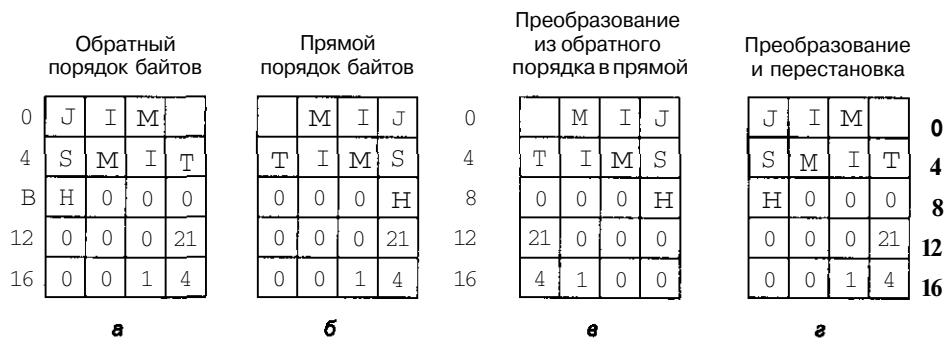 Обратный порядок байтов
Прямой порядок байтов
Преобразование из обратного порядка в прямой
Преобразование и перестановка
0 J I M
M I J
0 M I J
J I M 0
4 S M I T
T I M S
4 T I M S
S M I T 4
В H 0 0 0
0 0 0 H
8 0 0 0 H
H 0 0 0 8
12 0 0 0 21
0 0 0 21
12 21 0 0 0
0 0 0 21 12
16 0 0 1 4
0 0 1 4
16 4 1 0 0
0 0 1 4 16
а
б
в
г